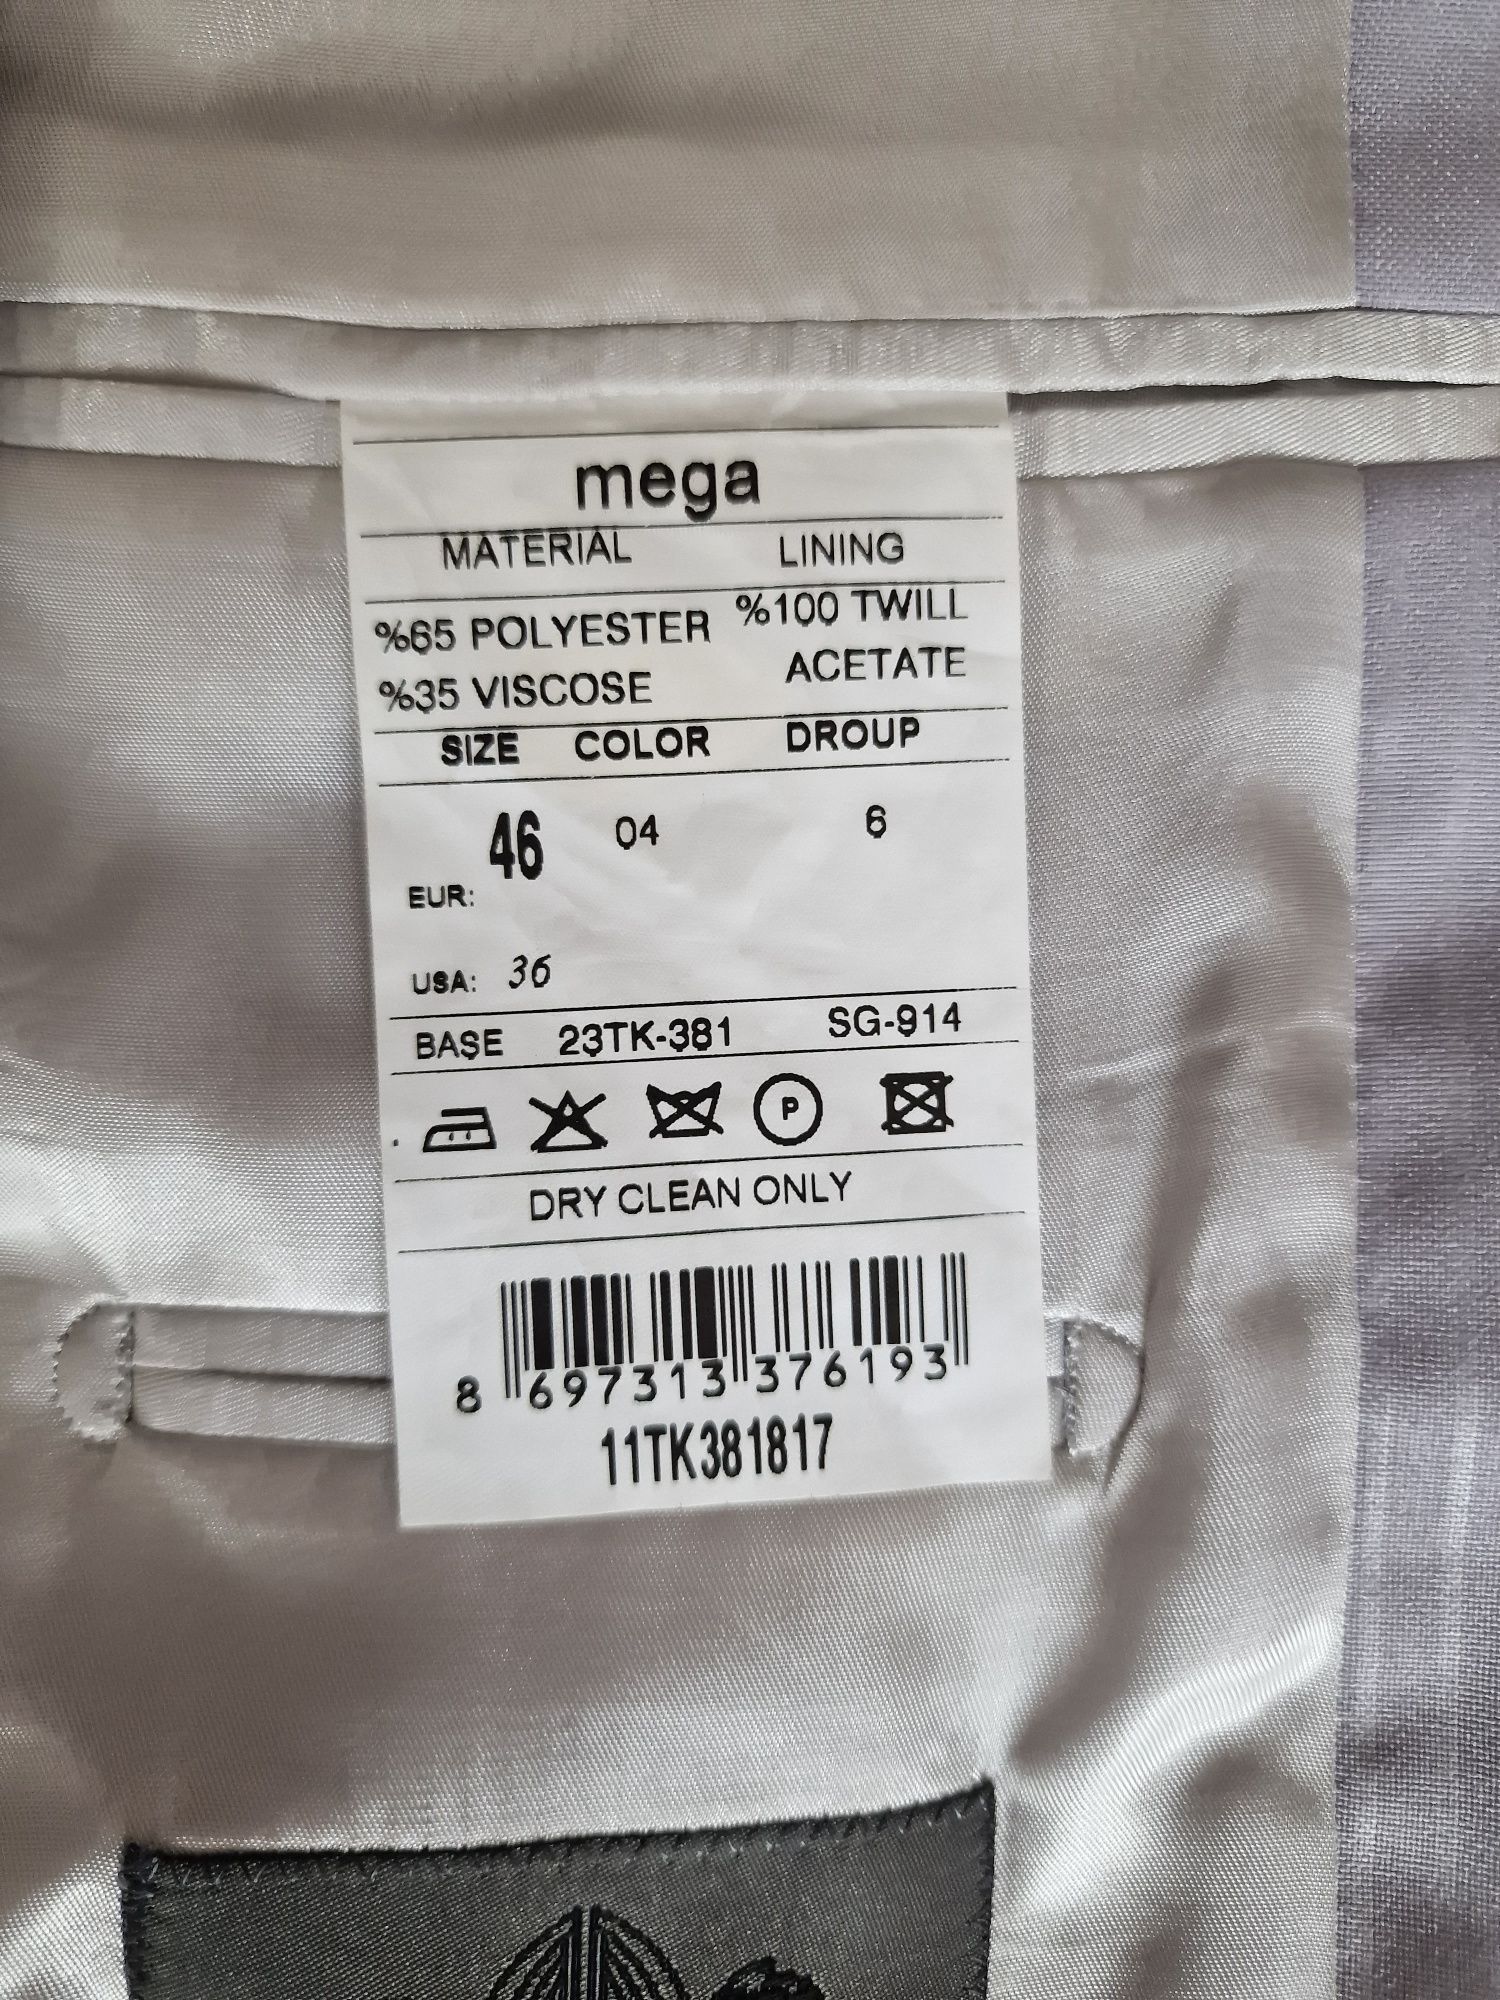 mega
MATERIAL LINING
%65 POLYESTER %100 TWILL
%35 VISCOSE ACETATE
SIZE COLOR DROUP
46 04 6
EUR:
USA: 36
BASE 23TK-381 SG-914
P
DRY CLEAN ONLY
8 697313 376193
11TK381817